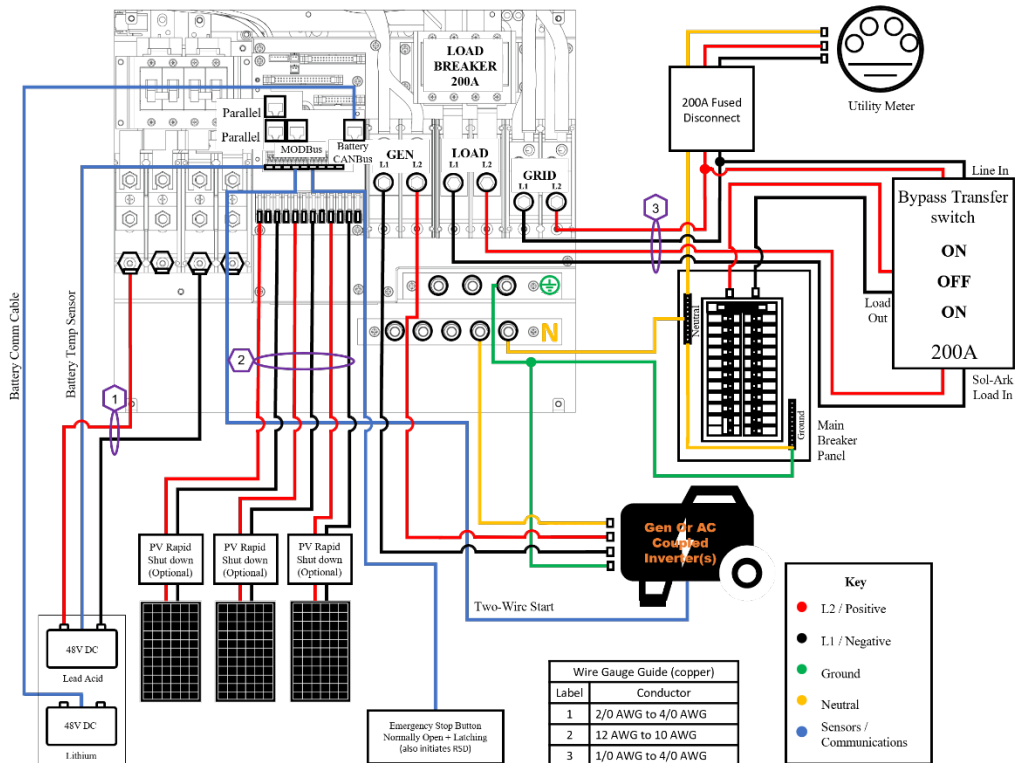 LOAD
BREAKER
200A
Parallel
Parallel
MODBus
Battery
CANBus
GEN
L1 L2
LOAD
L1 L2
GRID
L1 L2
200A Fused
Disconnect
Utility Meter
Line In
Bypass Transfer
switch
ON
OFF
ON
200A
Load
Out
Sol-Ark
Load In
3
Neutral
Ground
Main
Breaker
Panel
N
Battery Comm Cable
Battery Temp Sensor
1
2
PV Rapid
Shut down
(Optional)
PV Rapid
Shut down
(Optional)
PV Rapid
Shut down
(Optional)
Gen Or AC
Coupled
Inverter(s)
Two-Wire Start
48V DC
Lead Acid
48V DC
Lithium
Emergency Stop Button
Normally Open + Latching
(also initiates RSD)
Wire Gauge Guide (copper)
Label Conductor
1 2/0 AWG to 4/0 AWG
2 12 AWG to 10 AWG
3 1/0 AWG to 4/0 AWG
Key
L2 / Positive
L1 / Negative
Ground
Neutral
Sensors /
Communications